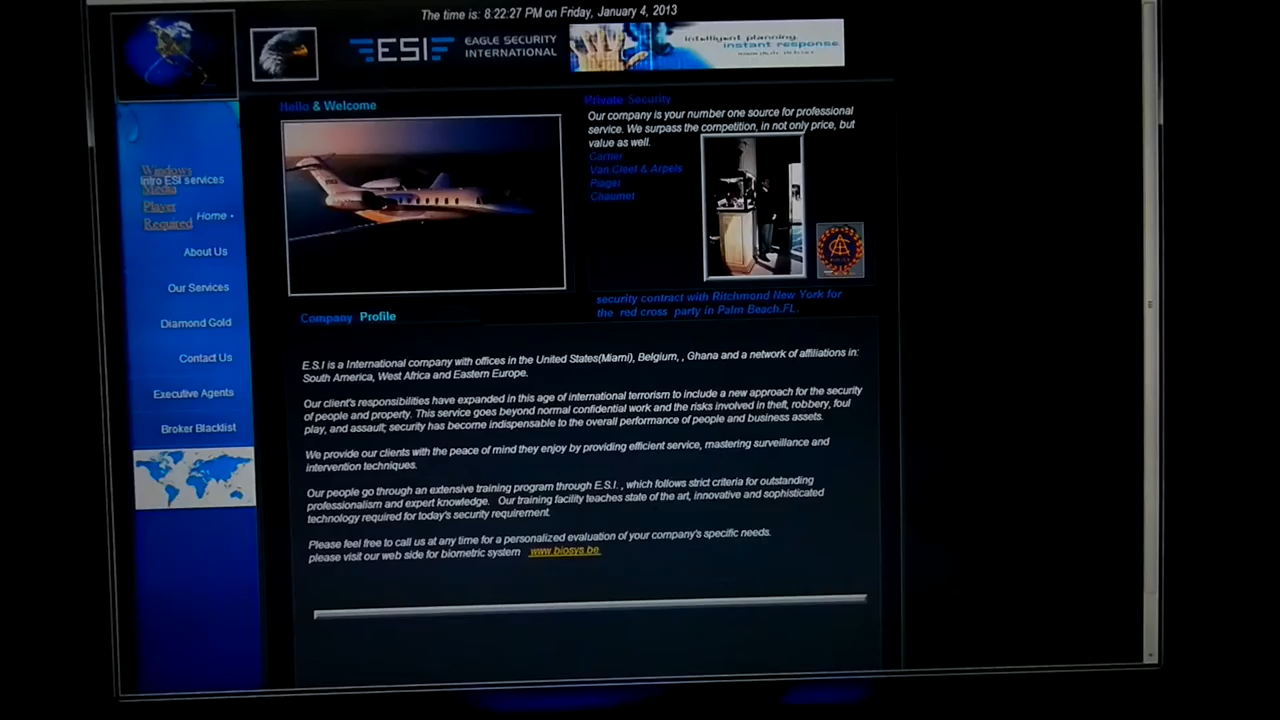 The time is: 8:22:27 PM on Friday, January 4, 2013
ESI
EAGLE SECURITY
INTERNATIONAL
intelligent planning.
instant response.
Hello & Welcome
Private Security
Our company is your number one source for professional
service. We surpass the competition, in not only price, but
value as well.
Cartier
Van Cleef & Arpels
Piaget
Chaumet
security contract with Ritchmond New York for
the red cross party in Palm Beach.FL.
Windows
Media
Player
Required
Intro ESI services
Home
About Us
Our Services
Diamond Gold
Contact Us
Executive Agents
Broker Blacklist
Company Profile
E.S.I is a International company with offices in the United States(Miami), Belgium, , Ghana and a network of affiliations in:
South America, West Africa and Eastern Europe.
Our client's responsibilities have expanded in this age of international terrorism to include a new approach for the security
of people and property. This service goes beyond normal confidential work and the risks involved in theft, robbery, foul
play, and assault; security has become indispensable to the overall performance of people and business assets.
We provide our clients with the peace of mind they enjoy by providing efficient service, mastering surveillance and
intervention techniques.
Our people go through an extensive training program through E.S.I. , which follows strict criteria for outstanding
professionalism and expert knowledge. Our training facility teaches state of the art, innovative and sophisticated
technology required for today's security requirement.
Please feel free to call us at any time for a personalized evaluation of your company's specific needs.
please visit our web side for biometric system www.biosys.be